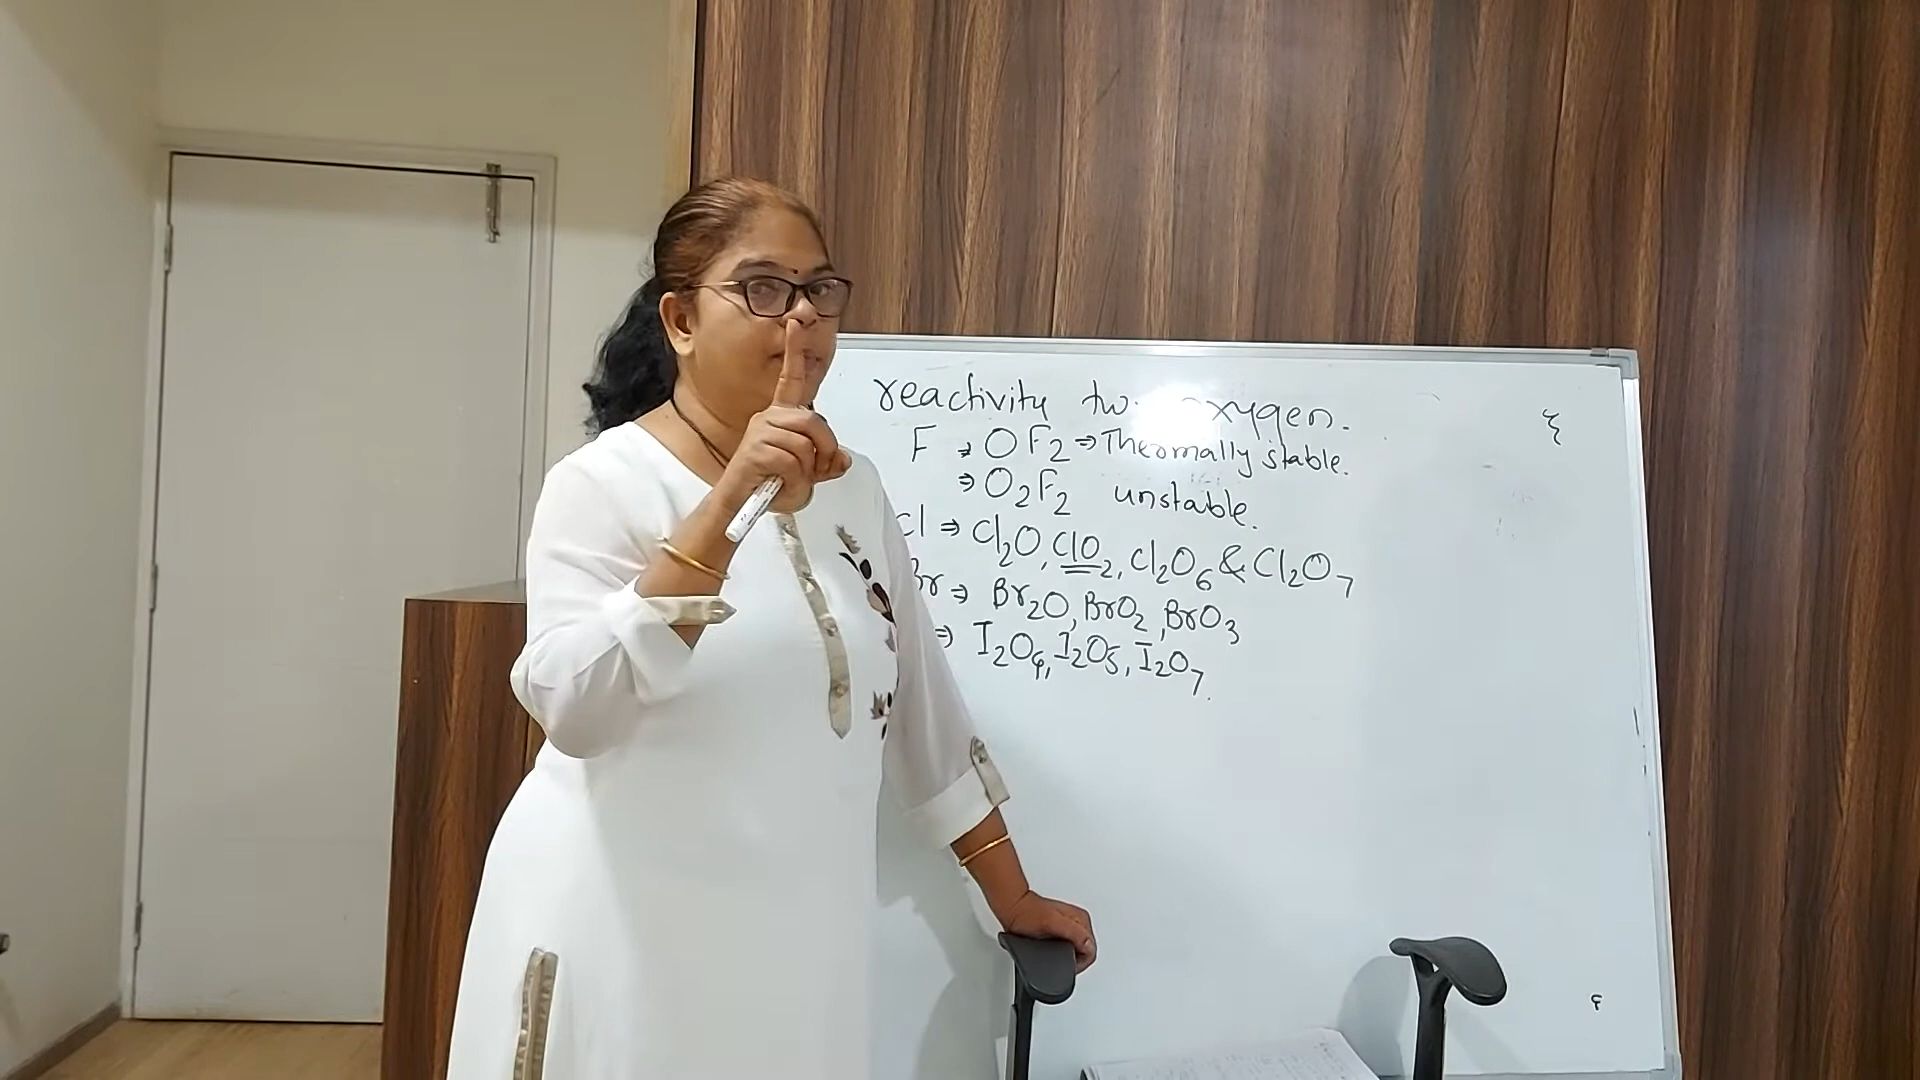 reactivity tw. oxygen.
F ⇒ OF2 ⇒ Thermally stable.
⇒ O2F2 unstable.
Cl ⇒ Cl2O, ClO2, Cl2O6 & Cl2O7
Br ⇒ Br2O, BrO2, BrO3
⇒ I2O4, I2O5, I2O7.